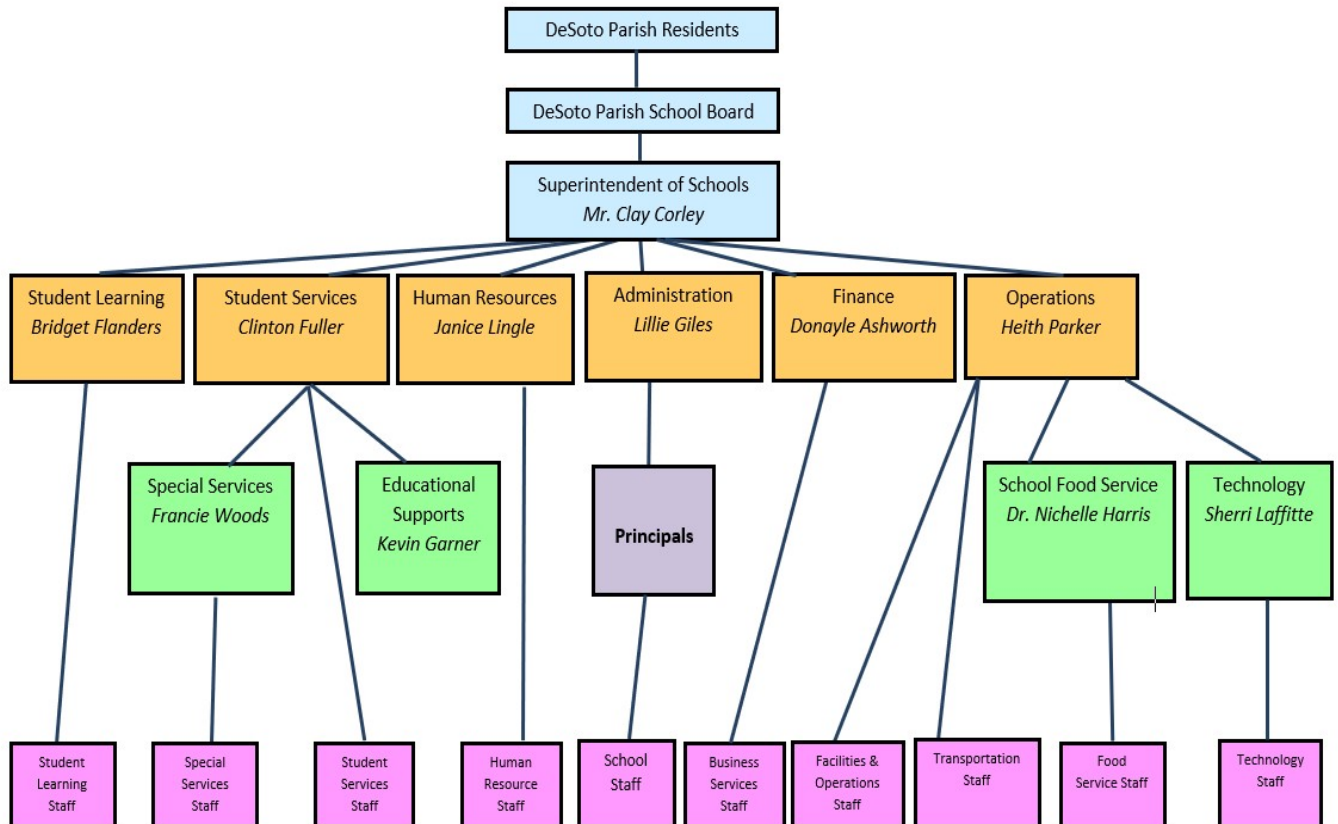 DeSoto Parish Residents
DeSoto Parish School Board
Superintendent of Schools
Mr. Clay Corley
Student Learning
Bridget Flanders
Student Services
Clinton Fuller
Human Resources
Janice Lingle
Administration
Lillie Giles
Finance
Donayle Ashworth
Operations
Heith Parker
Special Services
Francie Woods
Educational
Supports
Kevin Garner
Principals
School Food Service
Dr. Nichelle Harris
Technology
Sherri Laffitte
Student
Learning
Staff
Special
Services
Staff
Student
Services
Staff
Human
Resource
Staff
School
Staff
Business
Services
Staff
Facilities &
Operations
Staff
Transportation
Staff
Food
Service Staff
Technology
Staff